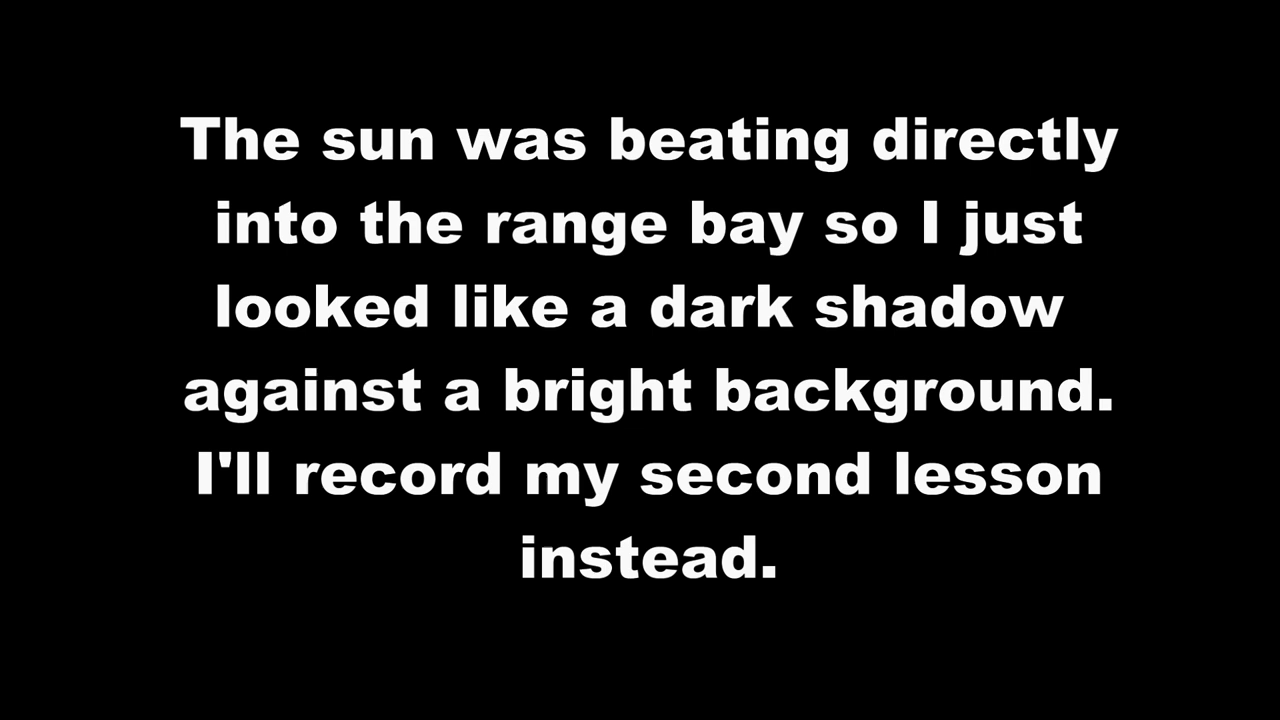 The sun was beating directly
into the range bay so I just
looked like a dark shadow
against a bright background.
I'll record my second lesson
instead.